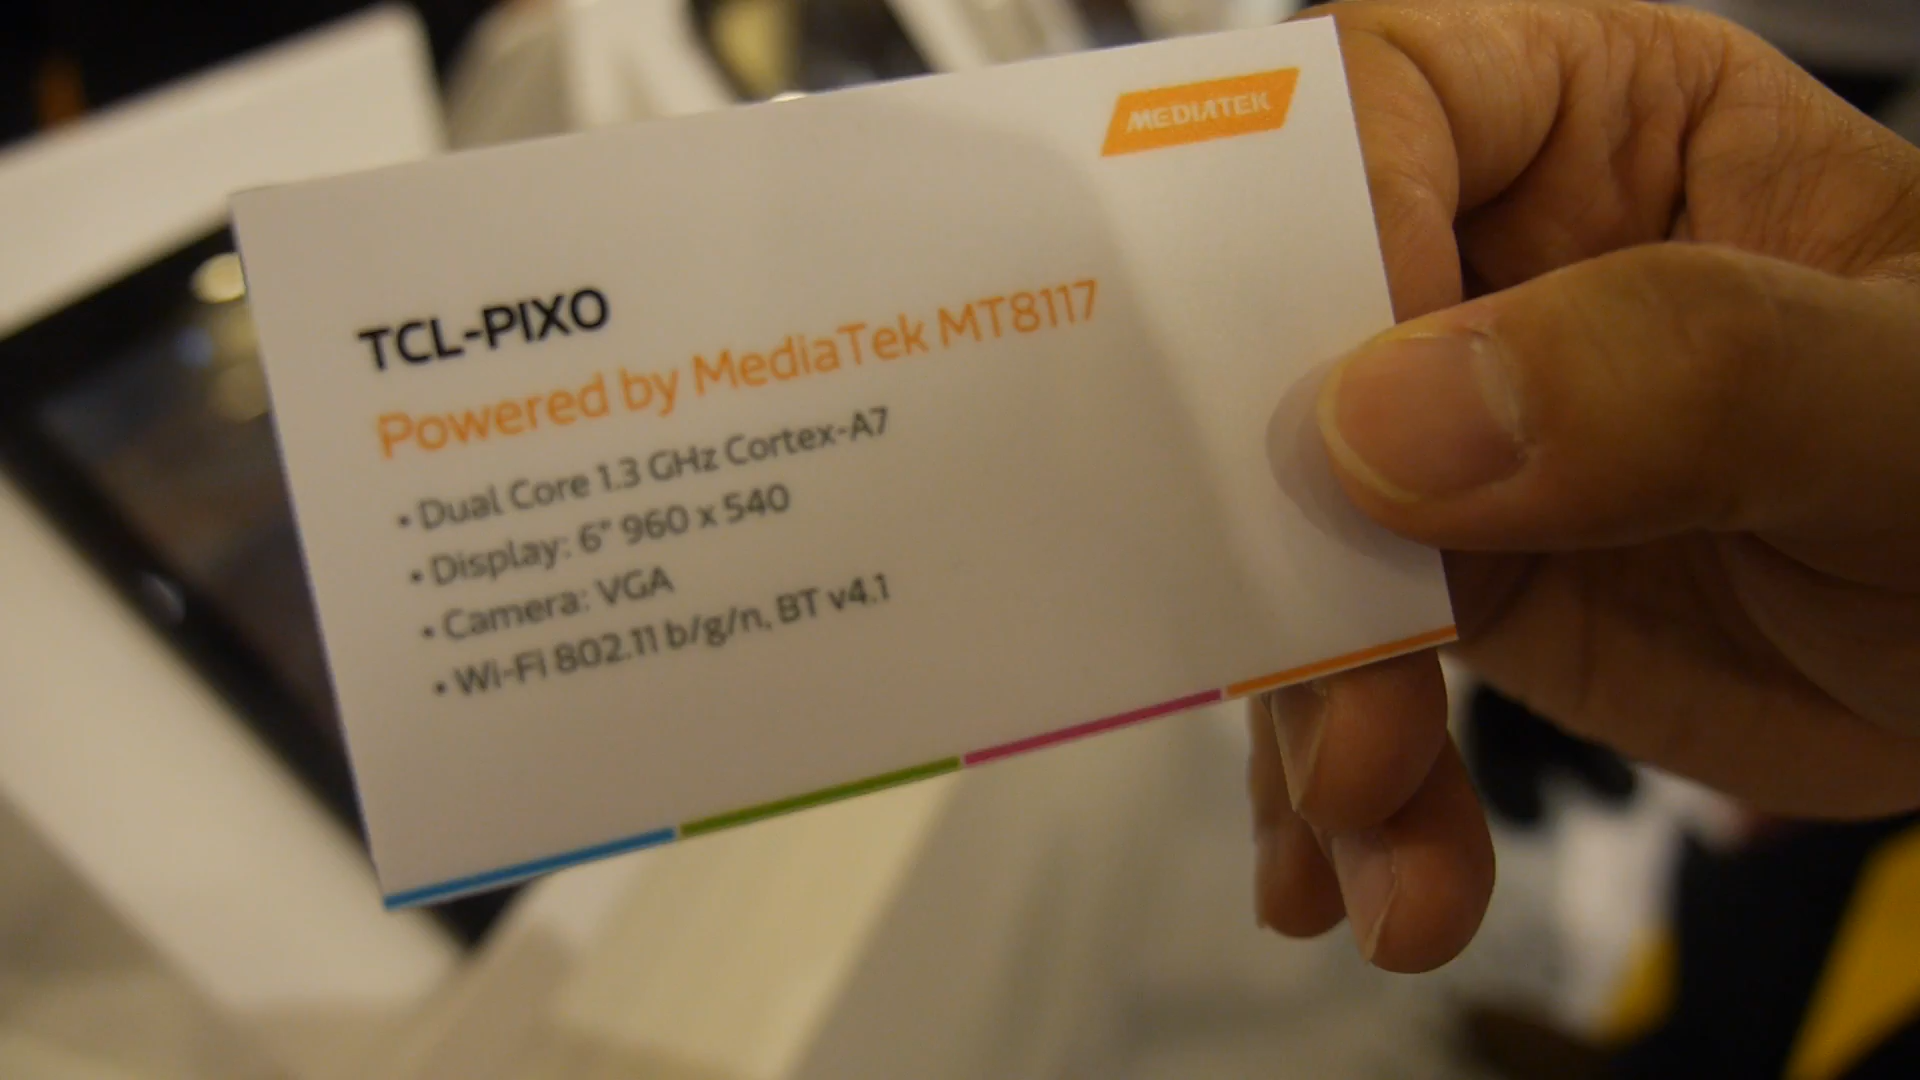 MEDIATEK
TCL-PIXO
Powered by MediaTek MT8117
• Dual Core 1.3 GHz Cortex-A7
• Display: 6" 960 x 540
• Camera: VGA
• Wi-Fi 802.11 b/g/n, BT v4.1